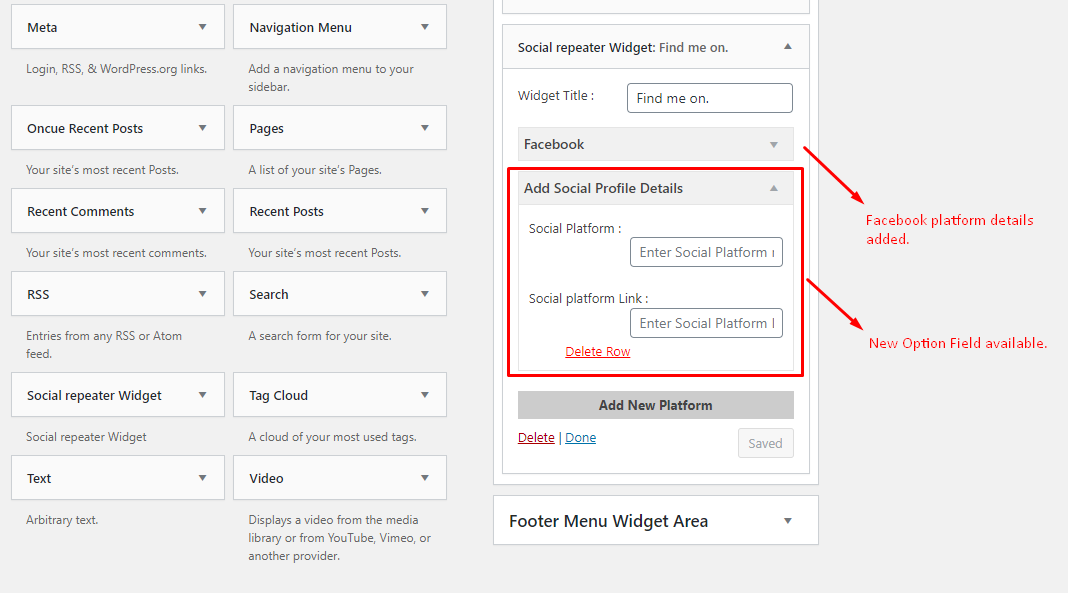 Meta
Navigation Menu
Login, RSS, & WordPress.org links.
Add a navigation menu to your
sidebar.
Oncue Recent Posts
Pages
Your site's most recent Posts.
A list of your site's Pages.
Recent Comments
Recent Posts
Your site's most recent comments.
Your site's most recent Posts.
RSS
Search
Entries from any RSS or Atom
feed.
A search form for your site.
Social repeater Widget
Tag Cloud
Social repeater Widget
A cloud of your most used tags.
Text
Video
Arbitrary text.
Displays a video from the media
library or from YouTube, Vimeo, or
another provider.
Social repeater Widget: Find me on.
Widget Title :
Find me on.
Facebook
Add Social Profile Details
Social Platform :
Enter Social Platform
Social platform Link :
Enter Social Platform
Delete Row
Add New Platform
Delete | Done
Saved
Footer Menu Widget Area
Facebook platform details
added.
New Option Field available.